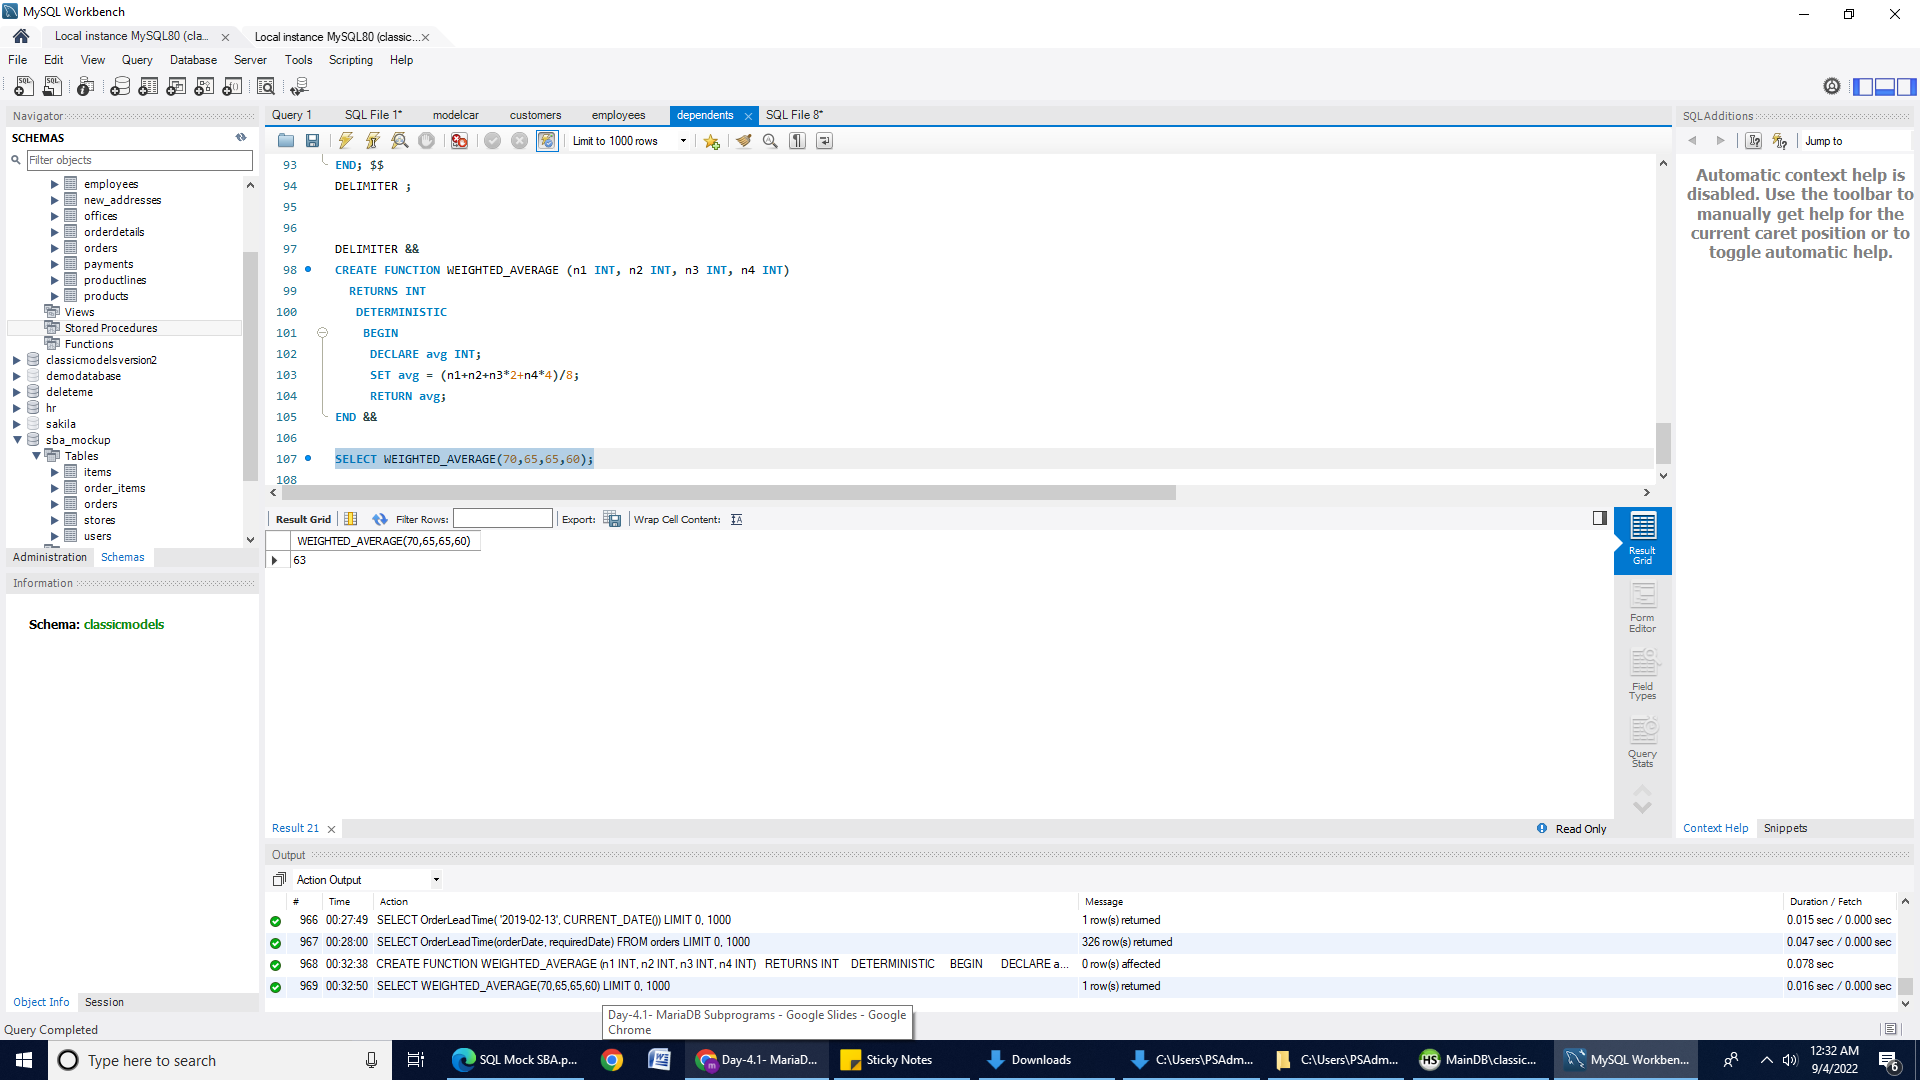 MySQL Workbench
Local instance MySQL80 (cla...
Local instance MySQL80 (classic...
File Edit View Query Database Server Tools Scripting Help
Navigator
SCHEMAS
Filter objects
employees
new_addresses
offices
orderdetails
orders
payments
productlines
products
Views
Stored Procedures
Functions
classicmodelsversion2
demodatabase
deleteme
hr
sakila
sba_mockup
Tables
items
order_items
orders
stores
users
Administration Schemas
Information
Schema: classicmodels
Object Info Session
Query Completed
Query 1 SQL File 1* modelcar customers employees dependents SQL File 8*
Limit to 1000 rows
93 END; $$
94 DELIMITER ;
95
96
97 DELIMITER &&
98 CREATE FUNCTION WEIGHTED_AVERAGE (n1 INT, n2 INT, n3 INT, n4 INT)
99 RETURNS INT
100 DETERMINISTIC
101 BEGIN
102 DECLARE avg INT;
103 SET avg = (n1+n2+n3*2+n4*4)/8;
104 RETURN avg;
105 END &&
106
107 SELECT WEIGHTED_AVERAGE(70,65,65,60);
108
Result Grid Filter Rows: Export: Wrap Cell Content:
WEIGHTED_AVERAGE(70,65,65,60)
63
Result
Grid
Form
Editor
Field
Types
Query
Stats
Result 21
Read Only
SQLAdditions
Jump to
Automatic context help is
disabled. Use the toolbar to
manually get help for the
current caret position or to
toggle automatic help.
Context Help Snippets
Output
Action Output
# Time Action Message Duration / Fetch
966 00:27:49 SELECT OrderLeadTime( '2019-02-13', CURRENT_DATE()) LIMIT 0, 1000 1 row(s) returned 0.015 sec / 0.000 sec
967 00:28:00 SELECT OrderLeadTime(orderDate, requiredDate) FROM orders LIMIT 0, 1000 326 row(s) returned 0.047 sec / 0.000 sec
968 00:32:38 CREATE FUNCTION WEIGHTED_AVERAGE (n1 INT, n2 INT, n3 INT, n4 INT) RETURNS INT DETERMINISTIC BEGIN DECLARE a... 0 row(s) affected 0.078 sec
969 00:32:50 SELECT WEIGHTED_AVERAGE(70,65,65,60) LIMIT 0, 1000 1 row(s) returned 0.016 sec / 0.000 sec
Day-4.1- MariaDB Subprograms - Google Slides - Google
Chrome
Type here to search
SQL Mock SBA.p...
Day-4.1- MariaD...
Sticky Notes
Downloads
C:\Users\PSAdm...
C:\Users\PSAdm...
MainDB\classic...
MySQL Workben...
12:32 AM
9/4/2022
6